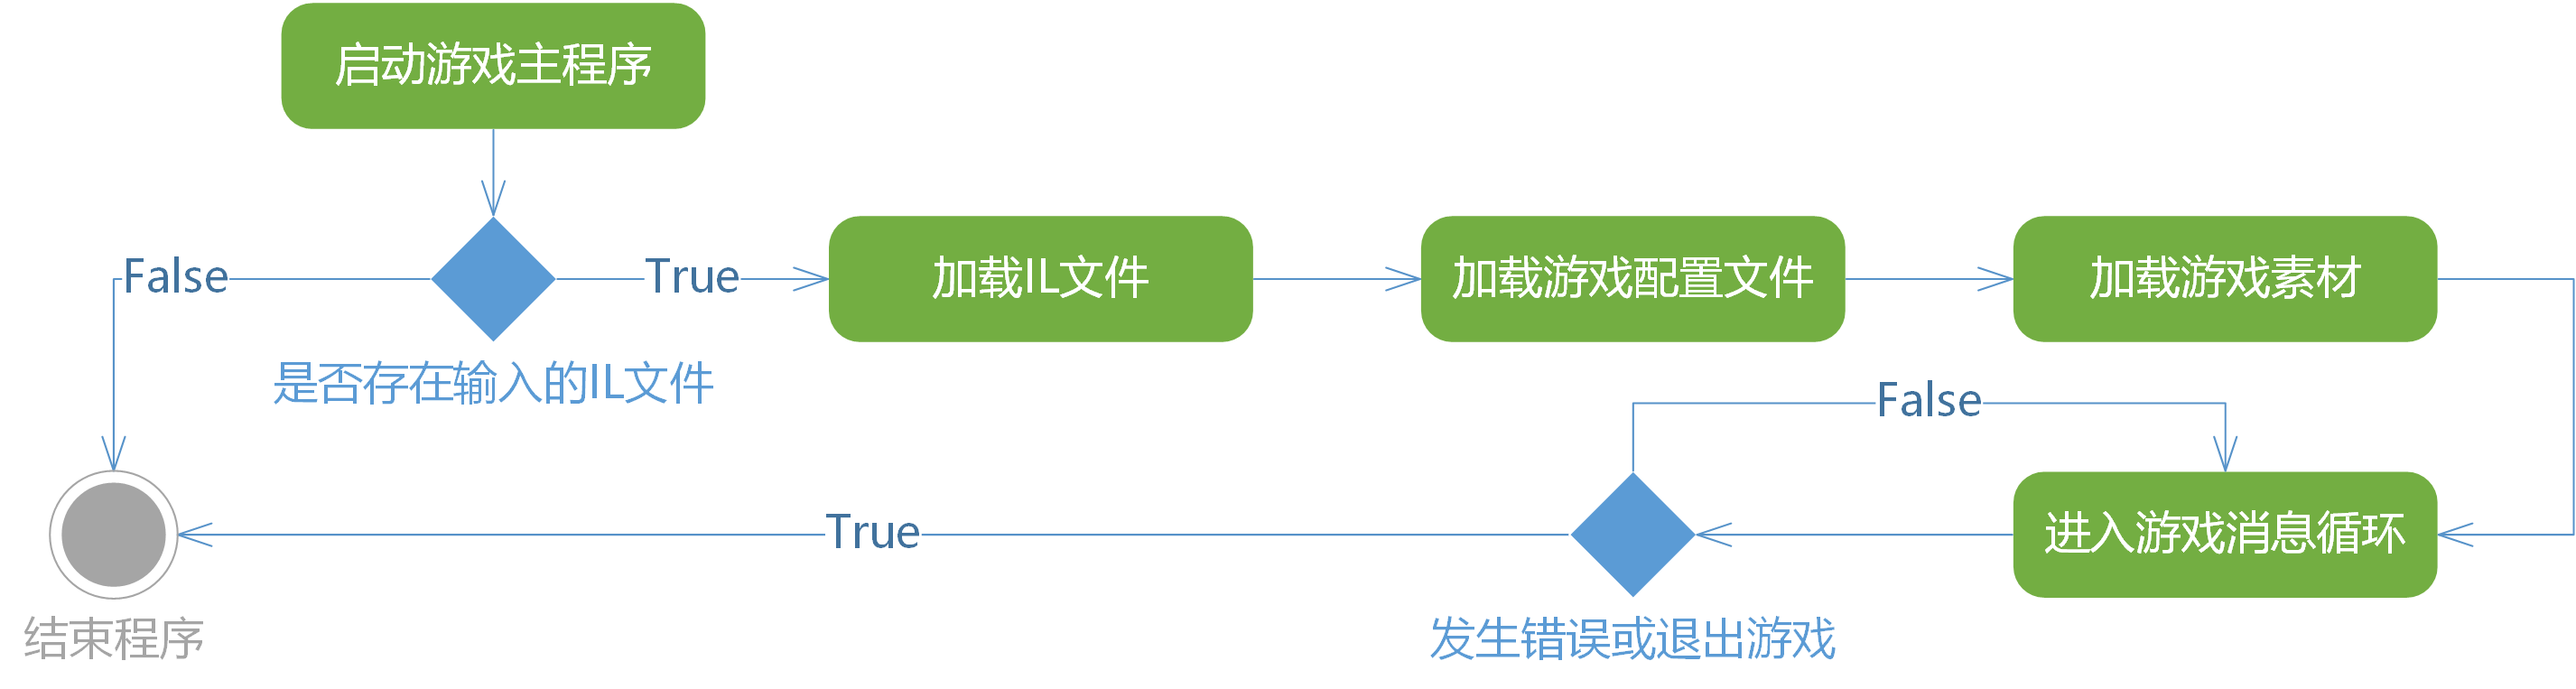 启动游戏主程序
False
True
加载IL文件
加载游戏配置文件
加载游戏素材
是否存在输入的IL文件
False
True
进入游戏消息循环
结束程序
发生错误或退出游戏